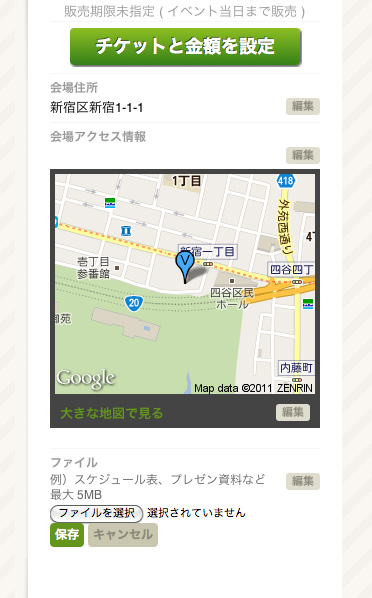 販売期限未指定 ( イベント当日まで販売 )
チケットと金額を設定
会場住所
新宿区新宿1-1-1
編集
会場アクセス情報
編集
1丁目
418
外苑西通り
4丁
新宿一丁目
V
壱丁目
参番館
四谷四丁
四谷区民
ホール
20
御苑
内藤町
Google
Map data ©2011 ZENRIN
大きな地図で見る
編集
ファイル
例）スケジュール表、プレゼン資料など
最大 5MB
編集
ファイルを選択 選択されていません
保存 キャンセル